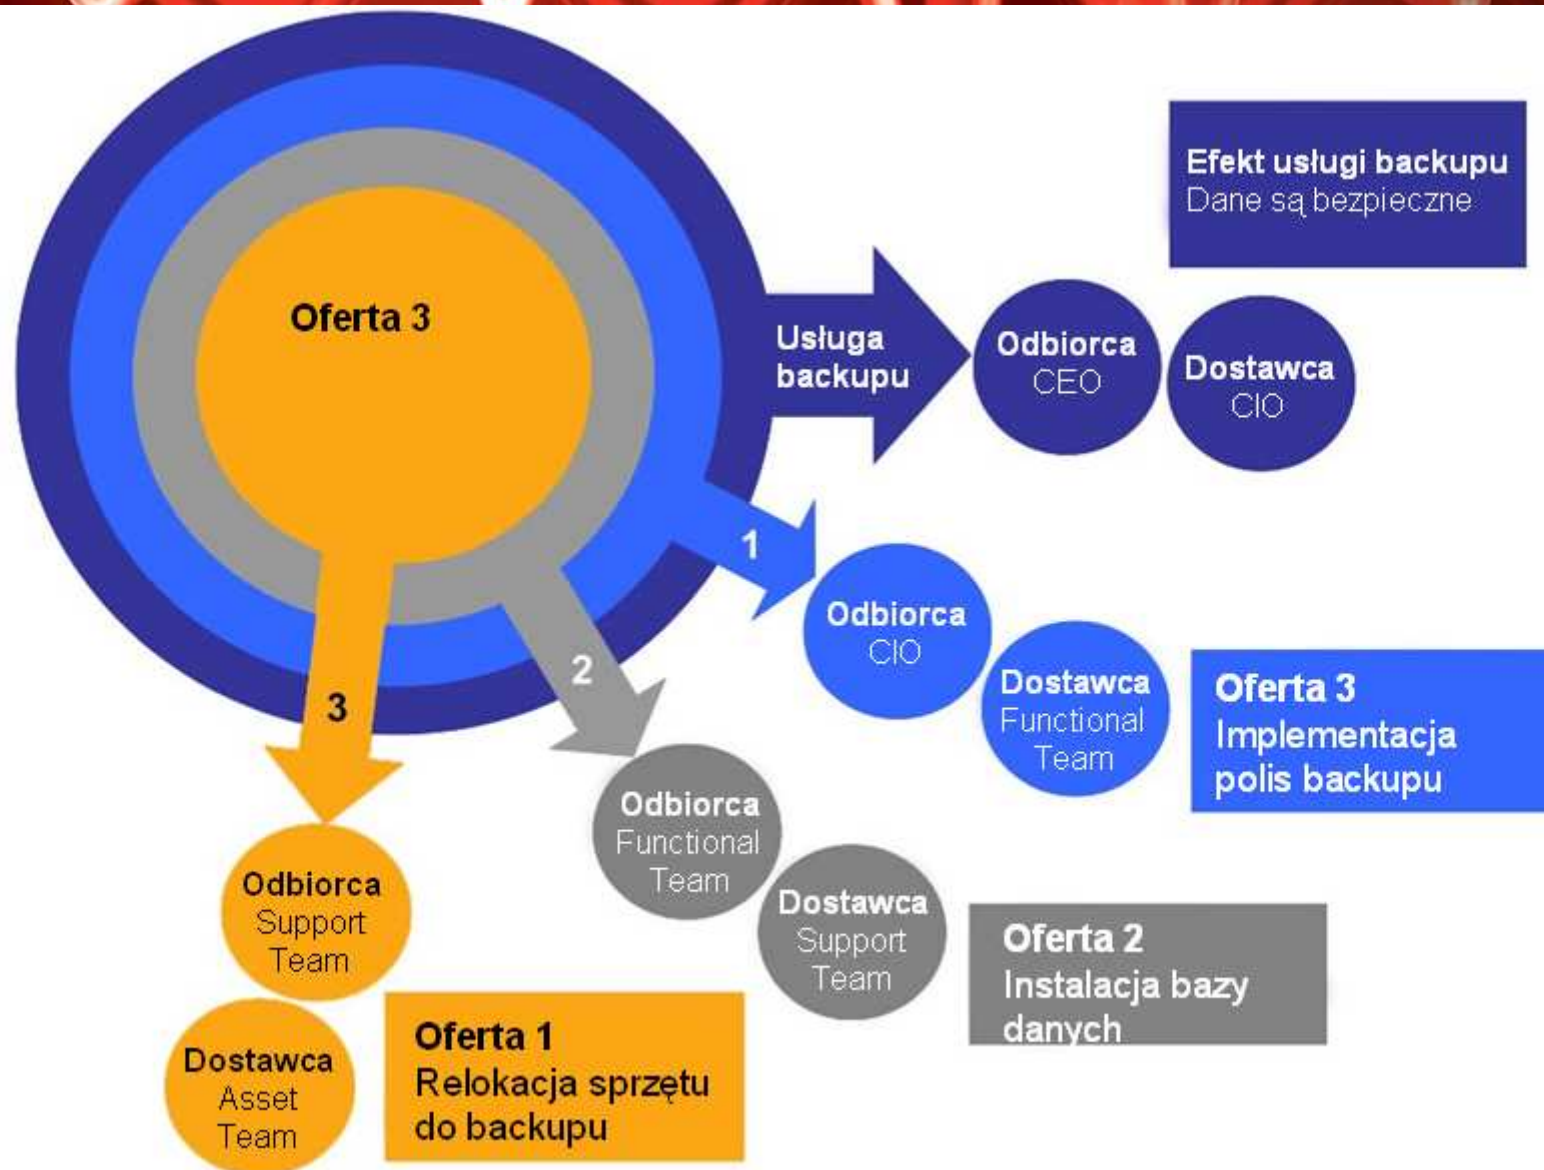 Efekt usługi backupu
Dane są bezpieczne
Oferta 3
Usługa
backupu
Odbiorca
CEO
Dostawca
CIO
1
Odbiorca
CIO
Dostawca
Functional
Team
Oferta 3
Implementacja
polis backupu
2
Odbiorca
Functional
Team
Dostawca
Support
Team
Oferta 2
Instalacja bazy
danych
3
Odbiorca
Support
Team
Dostawca
Asset
Team
Oferta 1
Relokacja sprzętu
do backupu